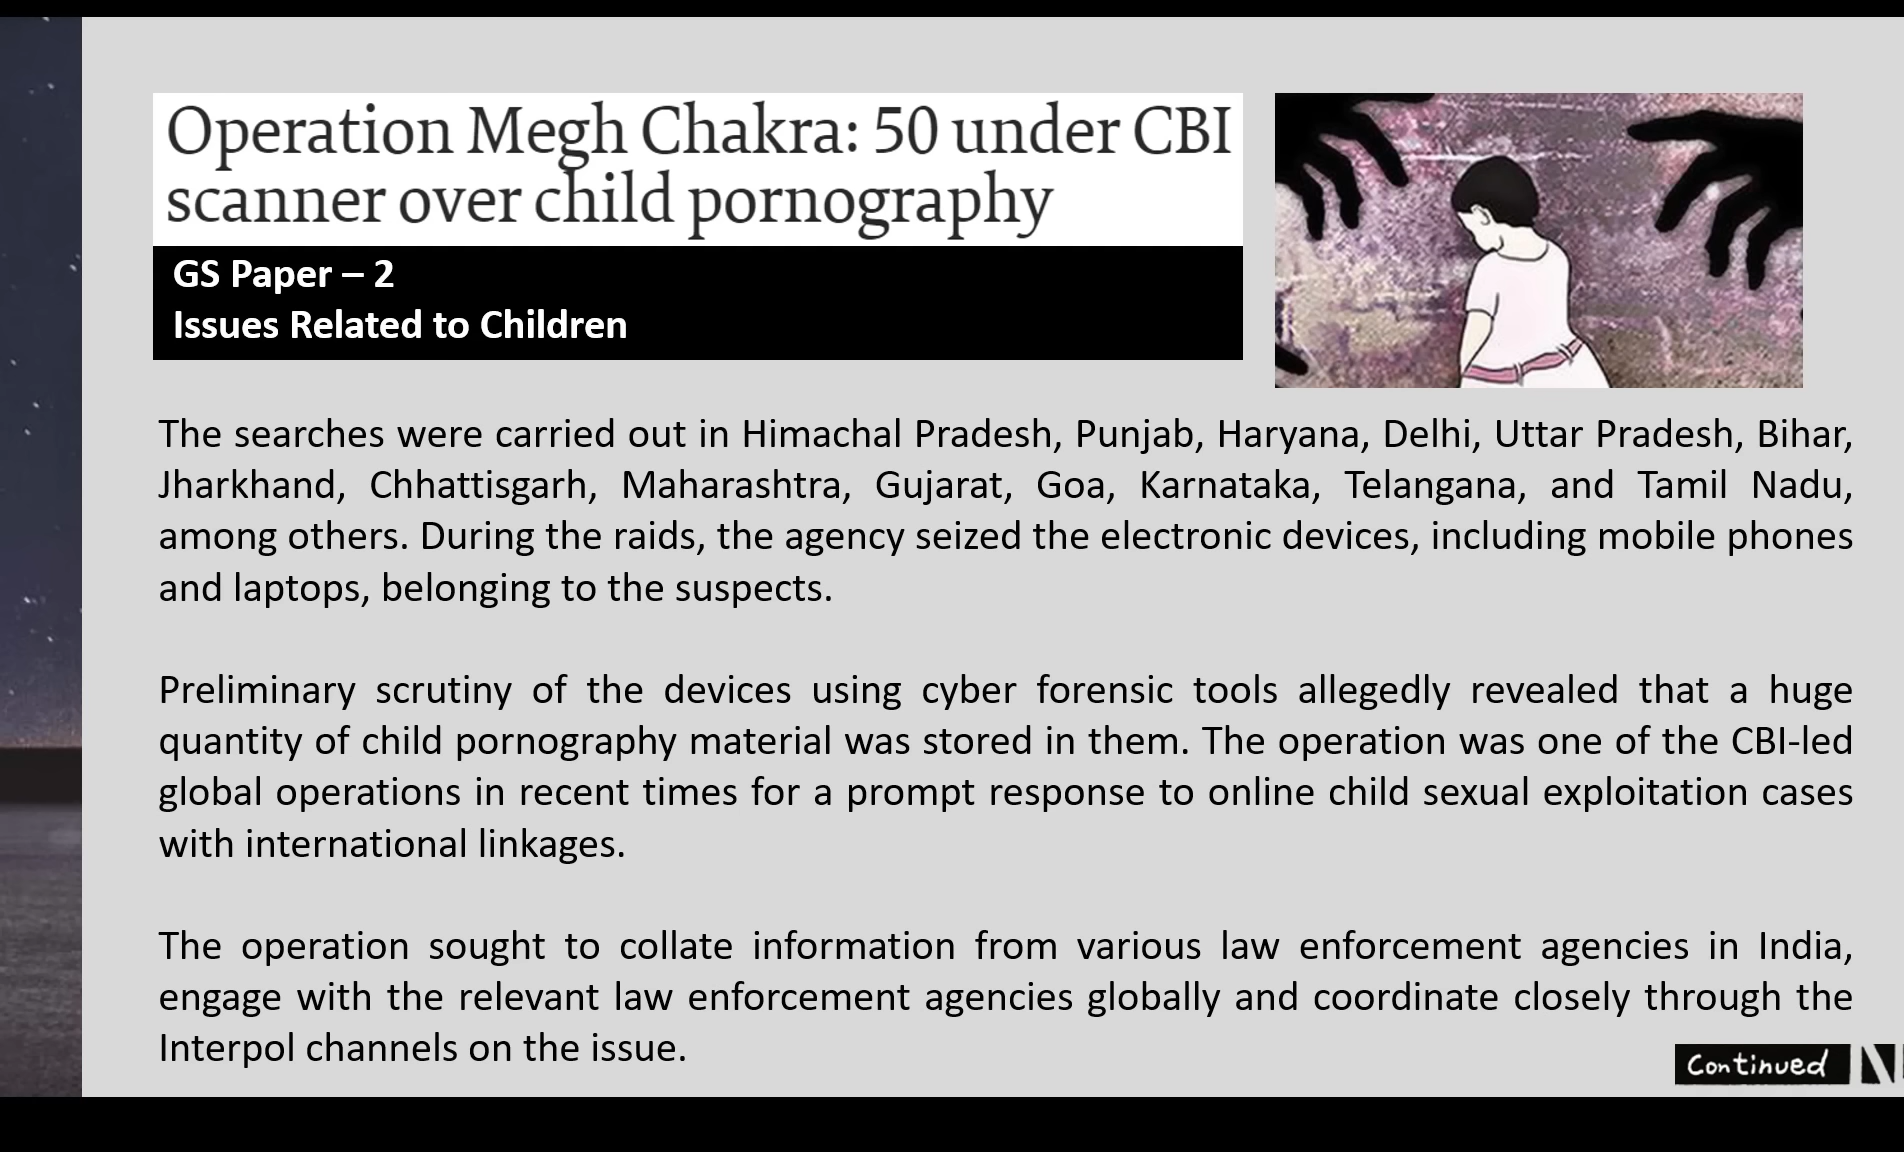 Operation Megh Chakra: 50 under CBI
scanner over child pornography
GS Paper – 2
Issues Related to Children
The searches were carried out in Himachal Pradesh, Punjab, Haryana, Delhi, Uttar Pradesh, Bihar,
Jharkhand, Chhattisgarh, Maharashtra, Gujarat, Goa, Karnataka, Telangana, and Tamil Nadu,
among others. During the raids, the agency seized the electronic devices, including mobile phones
and laptops, belonging to the suspects.
Preliminary scrutiny of the devices using cyber forensic tools allegedly revealed that a huge
quantity of child pornography material was stored in them. The operation was one of the CBI-led
global operations in recent times for a prompt response to online child sexual exploitation cases
with international linkages.
The operation sought to collate information from various law enforcement agencies in India,
engage with the relevant law enforcement agencies globally and coordinate closely through the
Interpol channels on the issue.
Continued